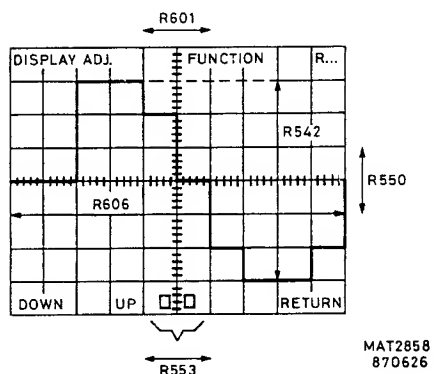 R601
DISPLAY ADJ. FUNCTION R...
R542
R550
R606
DOWN UP RETURN
R553
MAT2858
870626